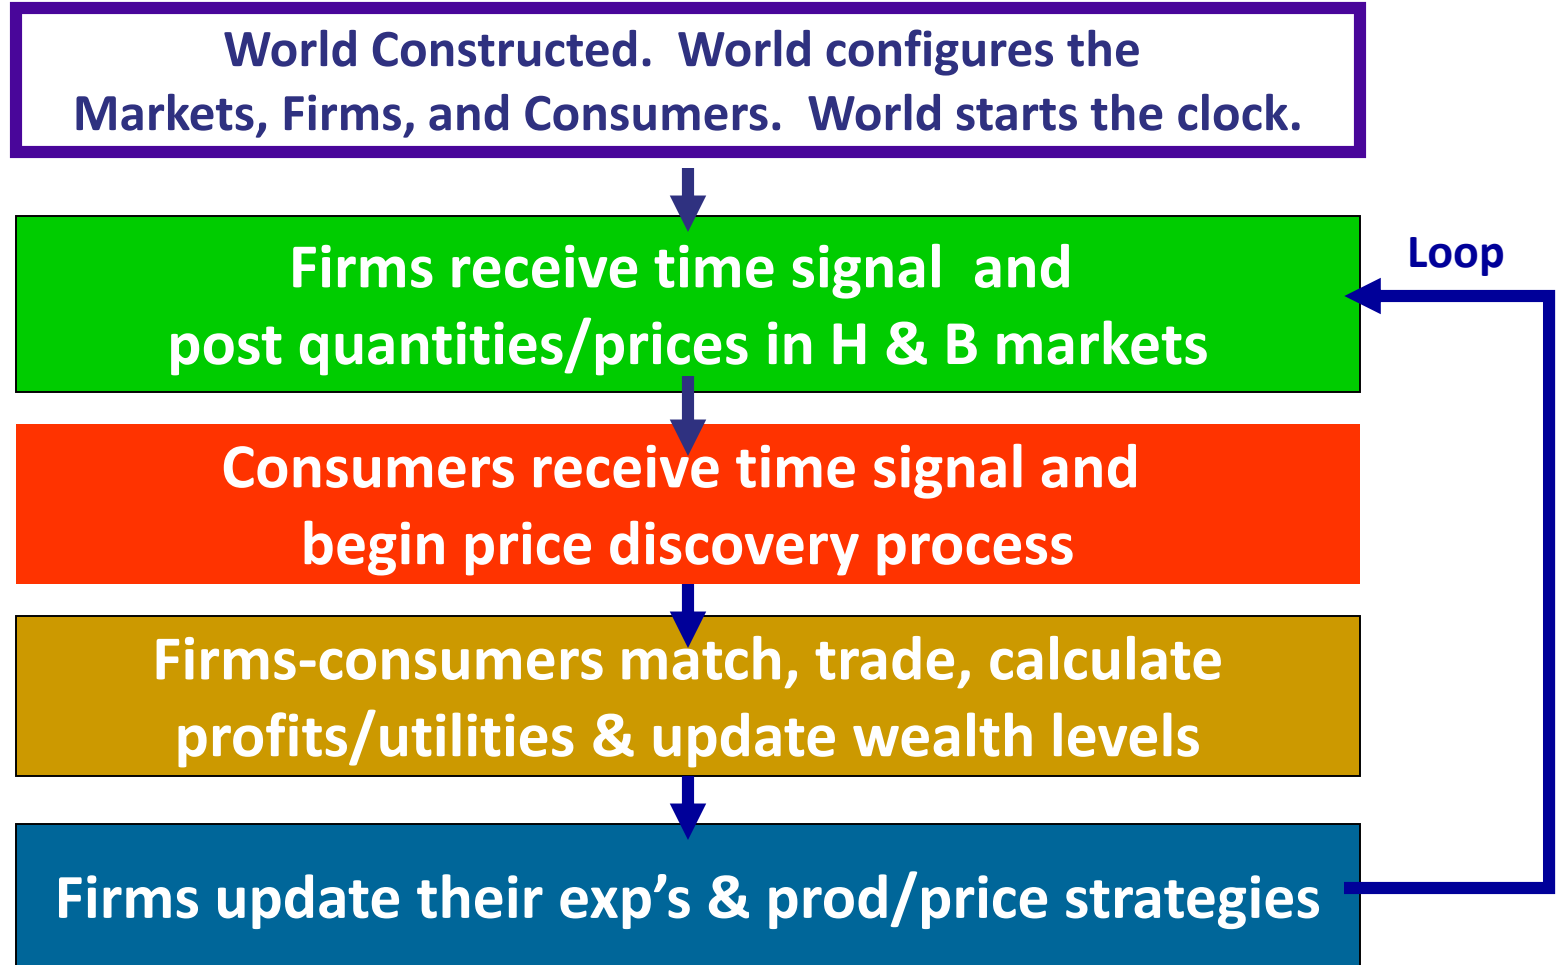 World Constructed.  World configures the
Markets, Firms, and Consumers.  World starts the clock.
Firms receive time signal  and
post quantities/prices in H & B markets
Loop
Consumers receive time signal and
begin price discovery process
Firms-consumers match, trade, calculate
profits/utilities & update wealth levels
Firms update their exp’s & prod/price strategies